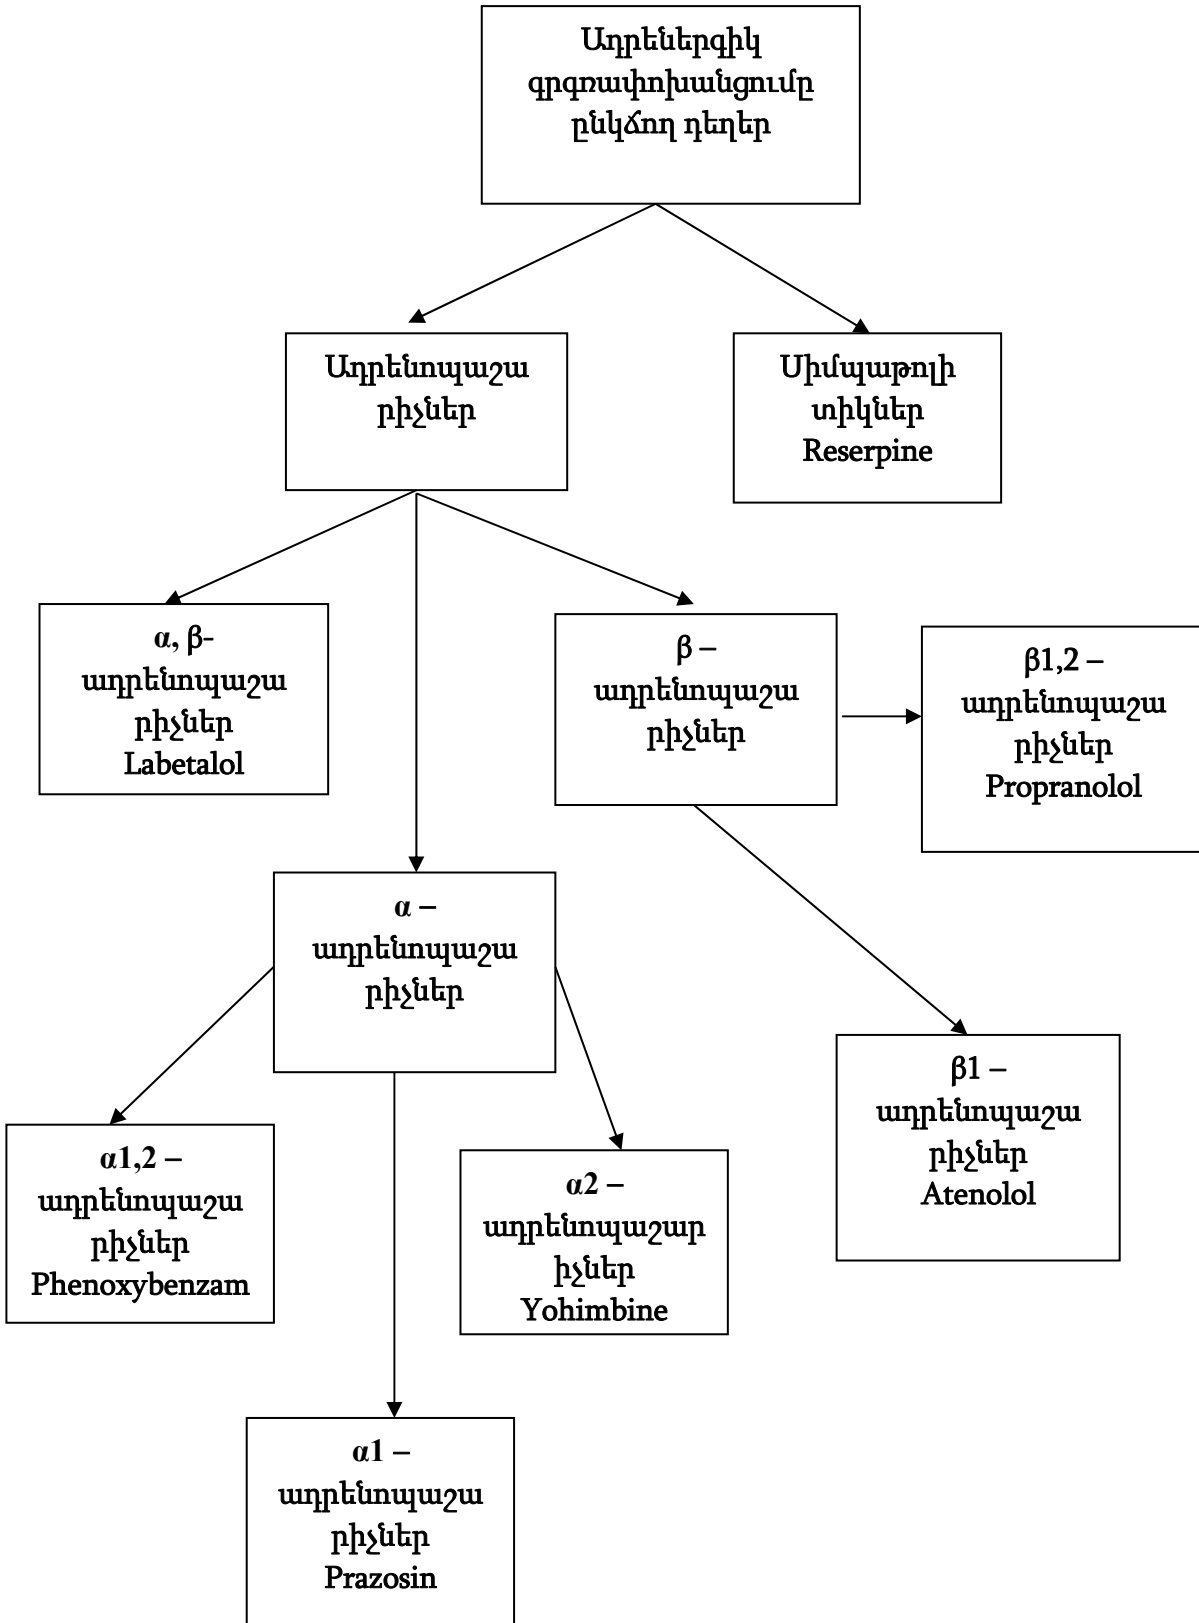 Ադրեներգիկ
գրգռափոխանցումը
ընկճող դեղեր
Ադրենոպաշա
րիչներ
Սիմպաթոլի
տիկներ
Reserpine
α, β-
ադրենոպաշա
րիչներ
Labetalol
β –
ադրենոպաշա
րիչներ
β1,2 –
ադրենոպաշա
րիչներ
Propranolol
α –
ադրենոպաշա
րիչներ
β1 –
ադրենոպաշա
րիչներ
Atenolol
α1,2 –
ադրենոպաշա
րիչներ
Phenoxybenzam
α2 –
ադրենոպաշար
իչներ
Yohimbine
α1 –
ադրենոպաշա
րիչներ
Prazosin